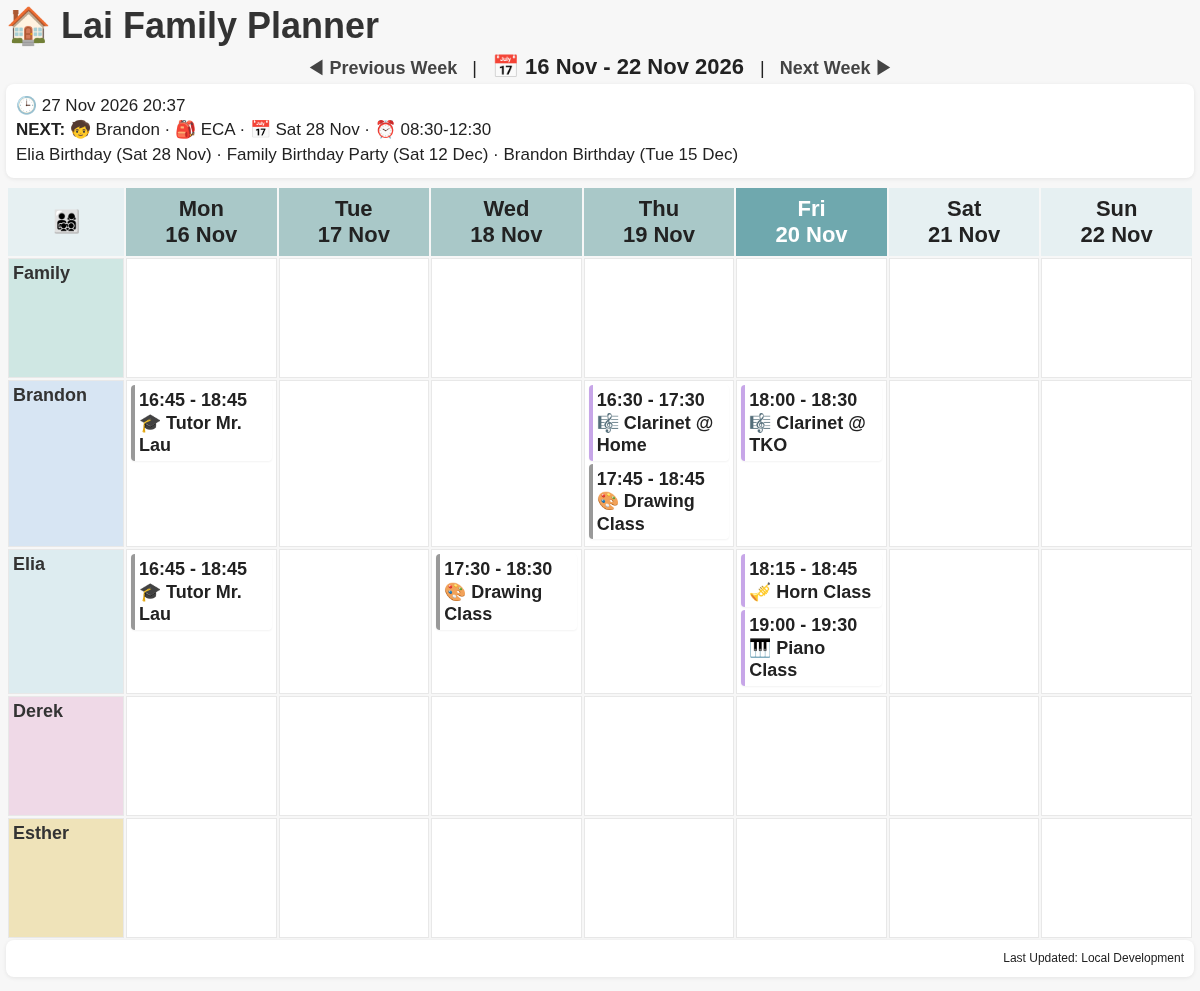 🏠 Lai Family Planner
◀ Previous Week | 📅 16 Nov - 22 Nov 2026 | Next Week ▶
🕒 27 Nov 2026 20:37
NEXT: 🧒 Brandon · 🎒 ECA · 📅 Sat 28 Nov · ⏰ 08:30-12:30
Elia Birthday (Sat 28 Nov) · Family Birthday Party (Sat 12 Dec) · Brandon Birthday (Tue 15 Dec)
Mon
16 Nov
Tue
17 Nov
Wed
18 Nov
Thu
19 Nov
Fri
20 Nov
Sat
21 Nov
Sun
22 Nov
Family
Brandon
16:45 - 18:45
🎓 Tutor Mr.
Lau
16:30 - 17:30
🎼 Clarinet @
Home
17:45 - 18:45
🎨 Drawing
Class
18:00 - 18:30
🎼 Clarinet @
TKO
Elia
16:45 - 18:45
🎓 Tutor Mr.
Lau
17:30 - 18:30
🎨 Drawing
Class
18:15 - 18:45
🎺 Horn Class
19:00 - 19:30
🎹 Piano
Class
Derek
Esther
Last Updated: Local Development